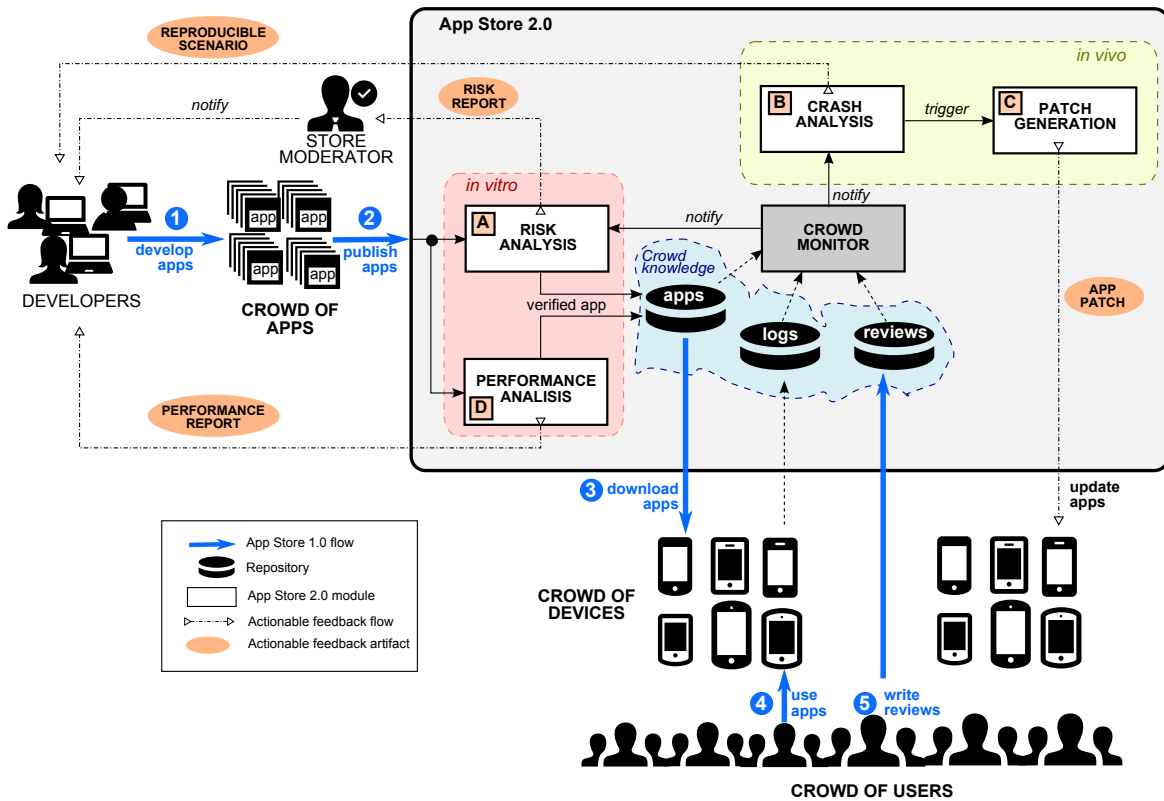 REPRODUCIBLE
SCENARIO
App Store 2.0
in vivo
RISK
REPORT
notify
STORE
MODERATOR
B
CRASH
ANALYSIS
trigger
C
PATCH
GENERATION
in vitro
notify
notify
A
RISK
ANALYSIS
CROWD
MONITOR
1
develop
apps
app
app
app
app
2
publish
apps
DEVELOPERS
CROWD OF
APPS
Crowd
knowledge
apps
verified app
logs
reviews
APP
PATCH
PERFORMANCE
ANALISIS
D
PERFORMANCE
REPORT
3
download
apps
update
apps
App Store 1.0 flow
Repository
App Store 2.0 module
Actionable feedback flow
Actionable feedback artifact
CROWD OF
DEVICES
4
use
apps
5
write
reviews
CROWD OF USERS